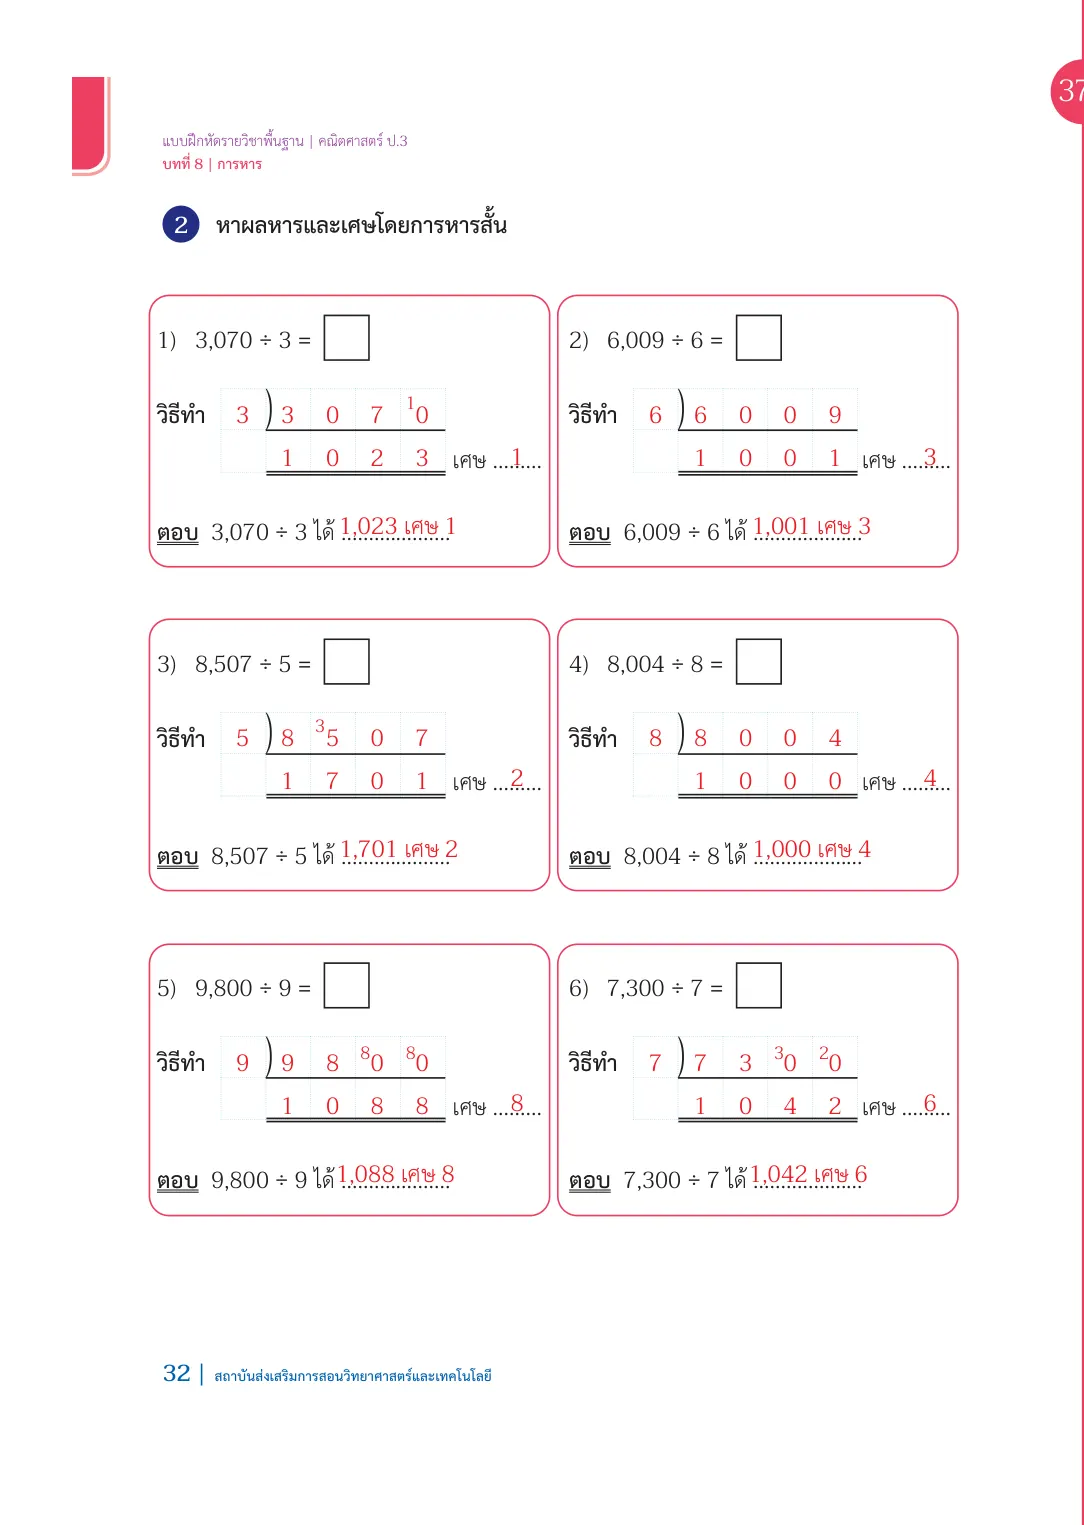 37
แบบฝึกหัดรายวิชาพื้นฐาน | คณิตศาสตร์ ป.3
บทที่ 8 | การหาร
2 หาผลหารและเศษโดยการหารสั้น
1) 3,070 ÷ 3 =
วิธีทำ 3 ) 3 0 7 ¹0
1 0 2 3 เศษ ....1....
ตอบ 3,070 ÷ 3 ได้ 1,023 เศษ 1
2) 6,009 ÷ 6 =
วิธีทำ 6 ) 6 0 0 9
1 0 0 1 เศษ ....3....
ตอบ 6,009 ÷ 6 ได้ 1,001 เศษ 3
3) 8,507 ÷ 5 =
วิธีทำ 5 ) 8 ³5 0 7
1 7 0 1 เศษ ....2....
ตอบ 8,507 ÷ 5 ได้ 1,701 เศษ 2
4) 8,004 ÷ 8 =
วิธีทำ 8 ) 8 0 0 4
1 0 0 0 เศษ ....4....
ตอบ 8,004 ÷ 8 ได้ 1,000 เศษ 4
5) 9,800 ÷ 9 =
วิธีทำ 9 ) 9 8 ⁸0 ⁸0
1 0 8 8 เศษ ....8....
ตอบ 9,800 ÷ 9 ได้ 1,088 เศษ 8
6) 7,300 ÷ 7 =
วิธีทำ 7 ) 7 3 ³0 ²0
1 0 4 2 เศษ ....6....
ตอบ 7,300 ÷ 7 ได้ 1,042 เศษ 6
32 | สถาบันส่งเสริมการสอนวิทยาศาสตร์และเทคโนโลยี